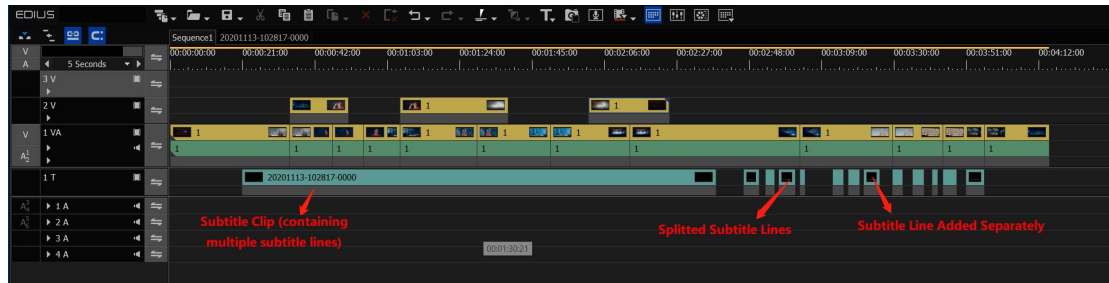 EDIUS
Sequence1 20201113-102817-0000
V
A
5 Seconds
00:00:00:00 00:00:21:00 00:00:42:00 00:01:03:00 00:01:24:00 00:01:45:00 00:02:06:00 00:02:27:00 00:02:48:00 00:03:09:00 00:03:30:00 00:03:51:00 00:04:12:00
3 V
2 V
1 1
V 1 VA
1 1 1 1 1 1
A 1 2
1 1 1 1 1 1 1 1 1 1 1
1 T
20201113-102817-0000
A 3 4 1 A
A 5 6 2 A
3 A
4 A
Subtitle Clip (containing
multiple subtitle lines)
Splitted Subtitle Lines
Subtitle Line Added Separately
00:01:30:21